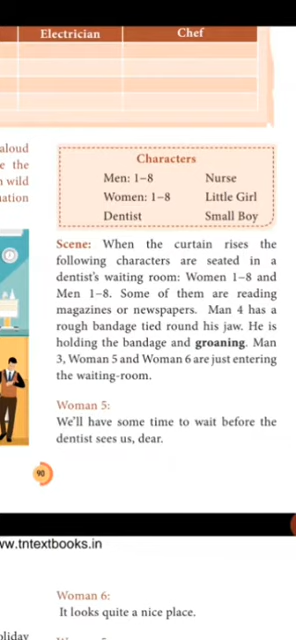 Electrician Chef
aloud
e the
n wild
uation
Characters
Men: 1–8 Nurse
Women: 1–8 Little Girl
Dentist Small Boy
Scene: When the curtain rises the
following characters are seated in a
dentist's waiting room: Women 1–8 and
Men 1–8. Some of them are reading
magazines or newspapers. Man 4 has a
rough bandage tied round his jaw. He is
holding the bandage and groaning. Man
3, Woman 5 and Woman 6 are just entering
the waiting-room.
Woman 5:
We'll have some time to wait before the
dentist sees us, dear.
90
ww.tntextbooks.in
Woman 6:
It looks quite a nice place.
oliday